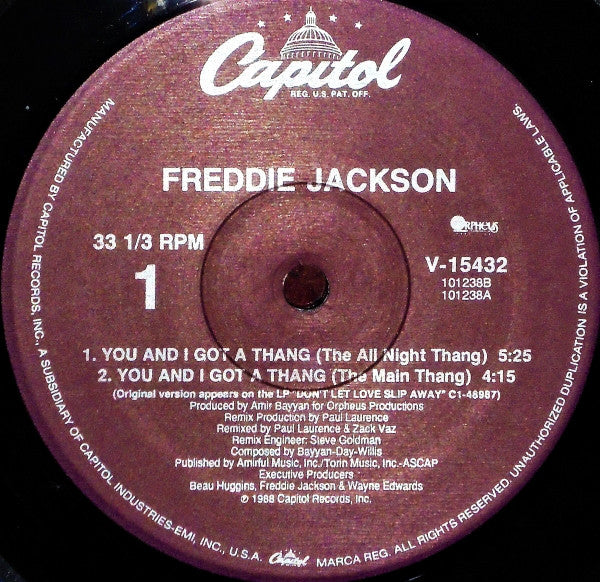 Capitol
REG. U.S. PAT. OFF.
FREDDIE JACKSON
ORPHEUS
33 1/3 RPM
1
V-15432
101238B
101238A
1. YOU AND I GOT A THANG (The All Night Thang) 5:25
2. YOU AND I GOT A THANG (The Main Thang) 4:15
(Original version appears on the LP "DON'T LET LOVE SLIP AWAY" C1-48987)
Produced by Amir Bayyan for Orpheus Productions
Remix Production by Paul Laurence
Remixed by Paul Laurence & Zack Vaz
Remix Engineer: Steve Goldman
Composed by Bayyan-Day-Willis
Published by Amirful Music, Inc./Torin Music, Inc.-ASCAP
Executive Producers
Beau Huggins, Freddie Jackson & Wayne Edwards
℗ 1988 Capitol Records, Inc.
MANUFACTURED BY CAPITOL RECORDS, INC., A SUBSIDIARY OF CAPITOL INDUSTRIES-EMI, INC., U.S.A.
Capitol
MARCA REG. ALL RIGHTS RESERVED. UNAUTHORIZED DUPLICATION IS A VIOLATION OF APPLICABLE LAWS.